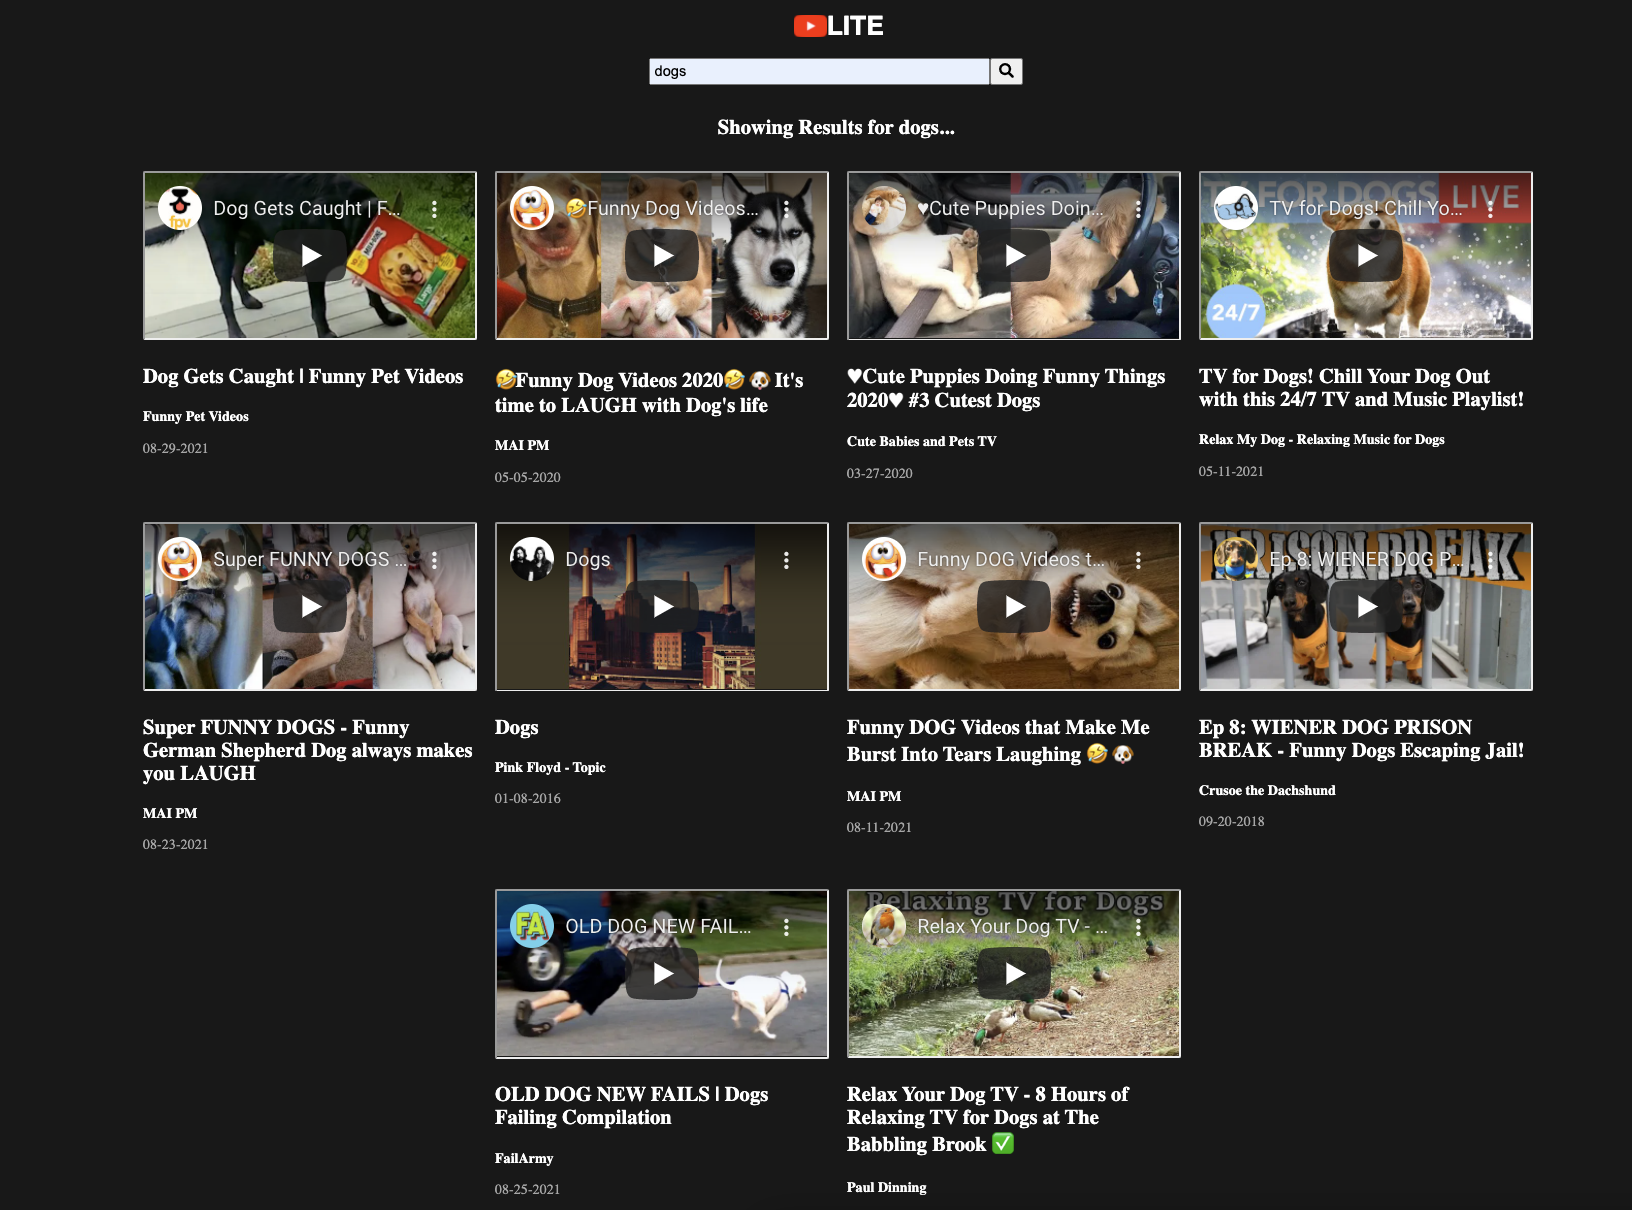 LITE
dogs
Showing Results for dogs...
fpv
Dog Gets Caught | F...
🤣Funny Dog Videos...
♥Cute Puppies Doin...
TV FOR DOGS LIVE
TV for Dogs! Chill Yo...
24/7
Dog Gets Caught | Funny Pet Videos
Funny Pet Videos
08-29-2021
🤣Funny Dog Videos 2020🤣🐶 It's
time to LAUGH with Dog's life
MAI PM
05-05-2020
♥Cute Puppies Doing Funny Things
2020♥ #3 Cutest Dogs
Cute Babies and Pets TV
03-27-2020
TV for Dogs! Chill Your Dog Out
with this 24/7 TV and Music Playlist!
Relax My Dog - Relaxing Music for Dogs
05-11-2021
Super FUNNY DOGS ...
Dogs
Funny DOG Videos t...
PRISON BREAK
Ep 8: WIENER DOG P...
Super FUNNY DOGS - Funny
German Shepherd Dog always makes
you LAUGH
MAI PM
08-23-2021
Dogs
Pink Floyd - Topic
01-08-2016
Funny DOG Videos that Make Me
Burst Into Tears Laughing 🤣🐶
MAI PM
08-11-2021
Ep 8: WIENER DOG PRISON
BREAK - Funny Dogs Escaping Jail!
Crusoe the Dachshund
09-20-2018
FA
OLD DOG NEW FAIL...
Relaxing TV for Dogs
Relax Your Dog TV - ...
OLD DOG NEW FAILS | Dogs
Failing Compilation
FailArmy
08-25-2021
Relax Your Dog TV - 8 Hours of
Relaxing TV for Dogs at The
Babbling Brook ✅
Paul Dinning